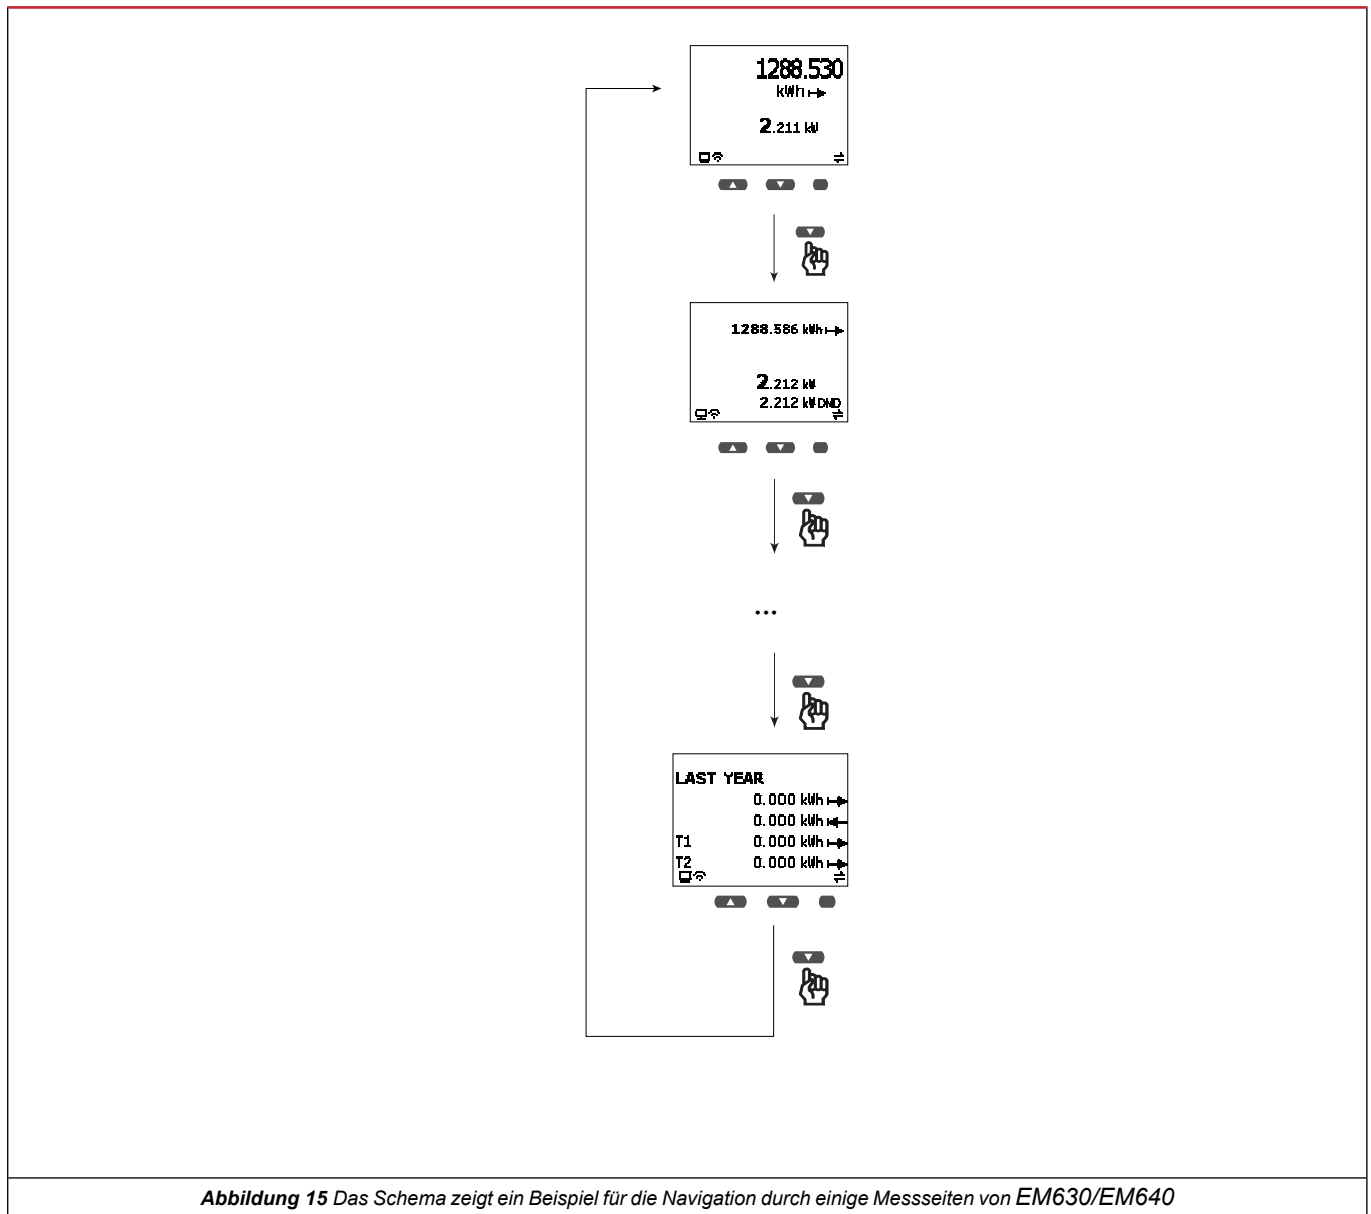 1288.530
kWh
2.211 kW
1288.586 kWh
2.212 kW
2.212 kW DMD
...
LAST YEAR
0.000 kWh
0.000 kWh
T1 0.000 kWh
T2 0.000 kWh
Abbildung 15 Das Schema zeigt ein Beispiel für die Navigation durch einige Messseiten von EM630/EM640